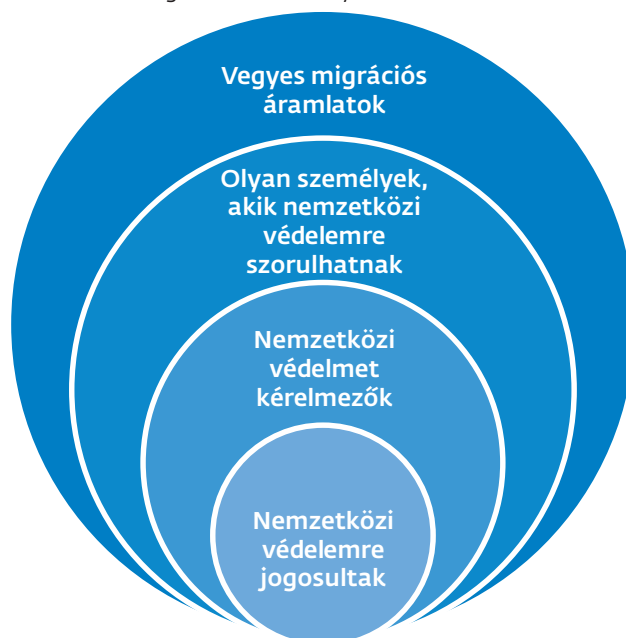 Vegyes migrációs
áramlatok
Olyan személyek,
akik nemzetközi
védelemre
szorulhatnak
Nemzetközi
védelmet
kérelmezők
Nemzetközi
védelemre
jogosultak